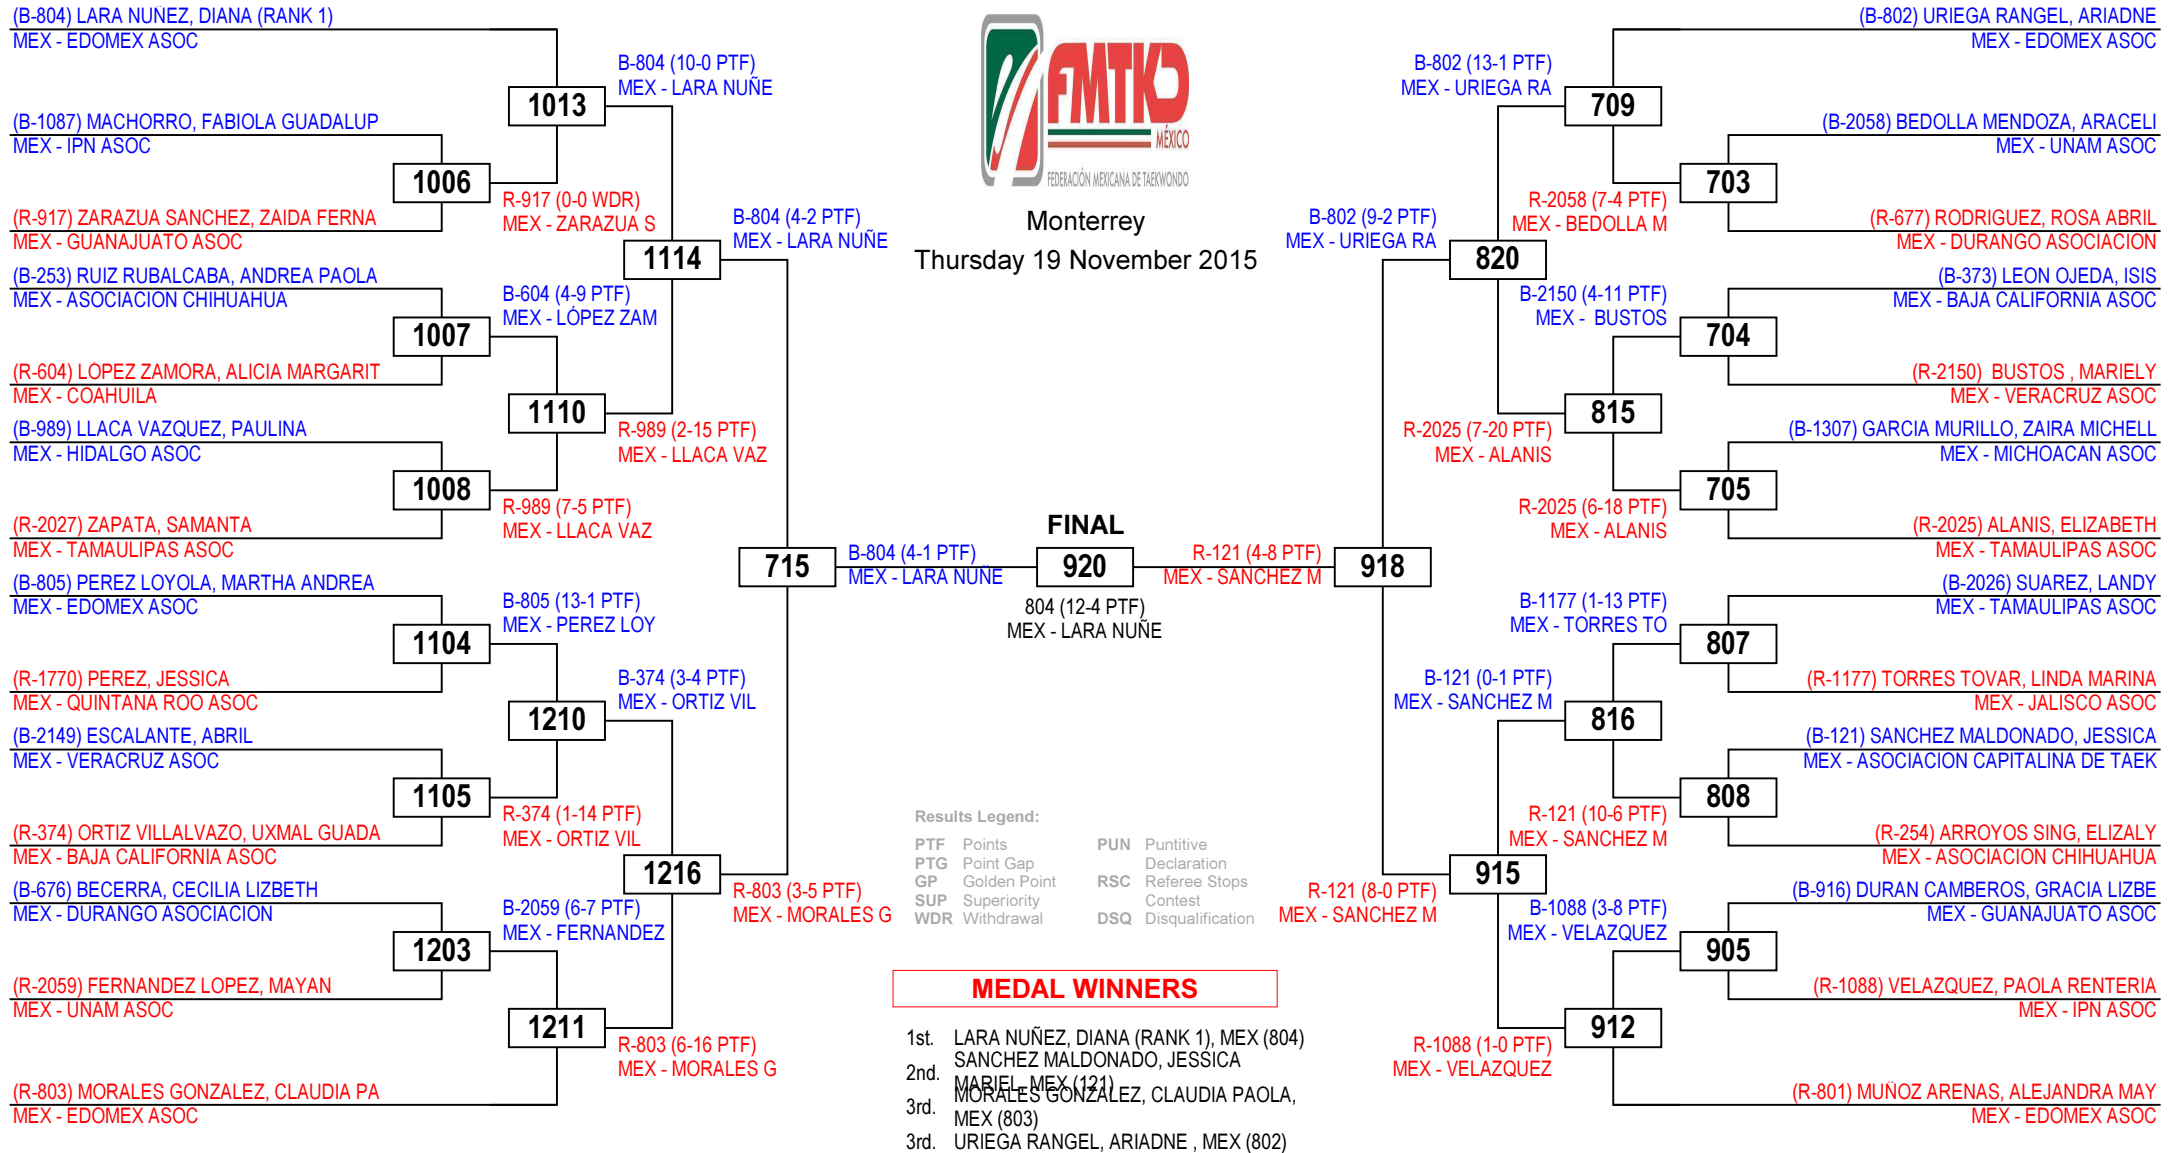 (B-804) LARA NUÑEZ, DIANA (RANK 1)
MEX - EDOMEX ASOC
(B-1087) MACHORRO, FABIOLA GUADALUP
MEX - IPN ASOC
(R-917) ZARAZUA SANCHEZ, ZAIDA FERNA
MEX - GUANAJUATO ASOC
(B-253) RUIZ RUBALCABA, ANDREA PAOLA
MEX - ASOCIACION CHIHUAHUA
(R-604) LÓPEZ ZAMORA, ALICIA MARGARIT
MEX - COAHUILA
(B-989) LLACA VAZQUEZ, PAULINA
MEX - HIDALGO ASOC
(R-2027) ZAPATA, SAMANTA
MEX - TAMAULIPAS ASOC
(B-805) PEREZ LOYOLA, MARTHA ANDREA
MEX - EDOMEX ASOC
(R-1770) PEREZ, JESSICA
MEX - QUINTANA ROO ASOC
(B-2149) ESCALANTE, ABRIL
MEX - VERACRUZ ASOC
(R-374) ORTIZ VILLALVAZO, UXMAL GUADA
MEX - BAJA CALIFORNIA ASOC
(B-676) BECERRA, CECILIA LIZBETH
MEX - DURANGO ASOCIACION
(R-2059) FERNANDEZ LOPEZ, MAYAN
MEX - UNAM ASOC
(R-803) MORALES GONZALEZ, CLAUDIA PA
MEX - EDOMEX ASOC
1006
1007
1008
1104
1105
1203
R-917 (0-0 WDR)
MEX - ZARAZUA S
B-604 (4-9 PTF)
MEX - LÓPEZ ZAM
R-989 (7-5 PTF)
MEX - LLACA VAZ
B-805 (13-1 PTF)
MEX - PEREZ LOY
R-374 (1-14 PTF)
MEX - ORTIZ VIL
B-2059 (6-7 PTF)
MEX - FERNANDEZ
1013
1110
1210
1211
B-804 (10-0 PTF)
MEX - LARA NUÑE
R-989 (2-15 PTF)
MEX - LLACA VAZ
B-374 (3-4 PTF)
MEX - ORTIZ VIL
R-803 (6-16 PTF)
MEX - MORALES G
1114
1216
B-804 (4-2 PTF)
MEX - LARA NUÑE
R-803 (3-5 PTF)
MEX - MORALES G
715
B-804 (4-1 PTF)
MEX - LARA NUÑE
FMTKD
MÉXICO
FEDERACIÓN MEXICANA DE TAEKWONDO
Monterrey
Thursday 19 November 2015
FINAL
920
804 (12-4 PTF)
MEX - LARA NUÑE
Results Legend:
PTF Points
PTG Point Gap
GP Golden Point
SUP Superiority
WDR Withdrawal
PUN Puntitive
Declaration
RSC Referee Stops
Contest
DSQ Disqualification
MEDAL WINNERS
1st. LARA NUÑEZ, DIANA (RANK 1), MEX (804)
2nd. SANCHEZ MALDONADO, JESSICA
MARIEL, MEX (121)
3rd. MORALES GONZALEZ, CLAUDIA PAOLA,
MEX (803)
3rd. URIEGA RANGEL, ARIADNE , MEX (802)
R-121 (4-8 PTF)
MEX - SANCHEZ M
918
B-802 (9-2 PTF)
MEX - URIEGA RA
R-121 (8-0 PTF)
MEX - SANCHEZ M
820
915
B-802 (13-1 PTF)
MEX - URIEGA RA
R-2025 (7-20 PTF)
MEX - ALANIS
B-121 (0-1 PTF)
MEX - SANCHEZ M
R-1088 (1-0 PTF)
MEX - VELAZQUEZ
709
815
816
912
R-2058 (7-4 PTF)
MEX - BEDOLLA M
B-2150 (4-11 PTF)
MEX - BUSTOS
R-2025 (6-18 PTF)
MEX - ALANIS
B-1177 (1-13 PTF)
MEX - TORRES TO
R-121 (10-6 PTF)
MEX - SANCHEZ M
B-1088 (3-8 PTF)
MEX - VELAZQUEZ
703
704
705
807
808
905
(B-802) URIEGA RANGEL, ARIADNE
MEX - EDOMEX ASOC
(B-2058) BEDOLLA MENDOZA, ARACELI
MEX - UNAM ASOC
(R-677) RODRIGUEZ, ROSA ABRIL
MEX - DURANGO ASOCIACION
(B-373) LEON OJEDA, ISIS
MEX - BAJA CALIFORNIA ASOC
(R-2150) BUSTOS , MARIELY
MEX - VERACRUZ ASOC
(B-1307) GARCIA MURILLO, ZAIRA MICHELL
MEX - MICHOACAN ASOC
(R-2025) ALANIS, ELIZABETH
MEX - TAMAULIPAS ASOC
(B-2026) SUAREZ, LANDY
MEX - TAMAULIPAS ASOC
(R-1177) TORRES TOVAR, LINDA MARINA
MEX - JALISCO ASOC
(B-121) SANCHEZ MALDONADO, JESSICA
MEX - ASOCIACION CAPITALINA DE TAEK
(R-254) ARROYOS SING, ELIZALY
MEX - ASOCIACION CHIHUAHUA
(B-916) DURAN CAMBEROS, GRACIA LIZBE
MEX - GUANAJUATO ASOC
(R-1088) VELAZQUEZ, PAOLA RENTERIA
MEX - IPN ASOC
(R-801) MUÑOZ ARENAS, ALEJANDRA MAY
MEX - EDOMEX ASOC